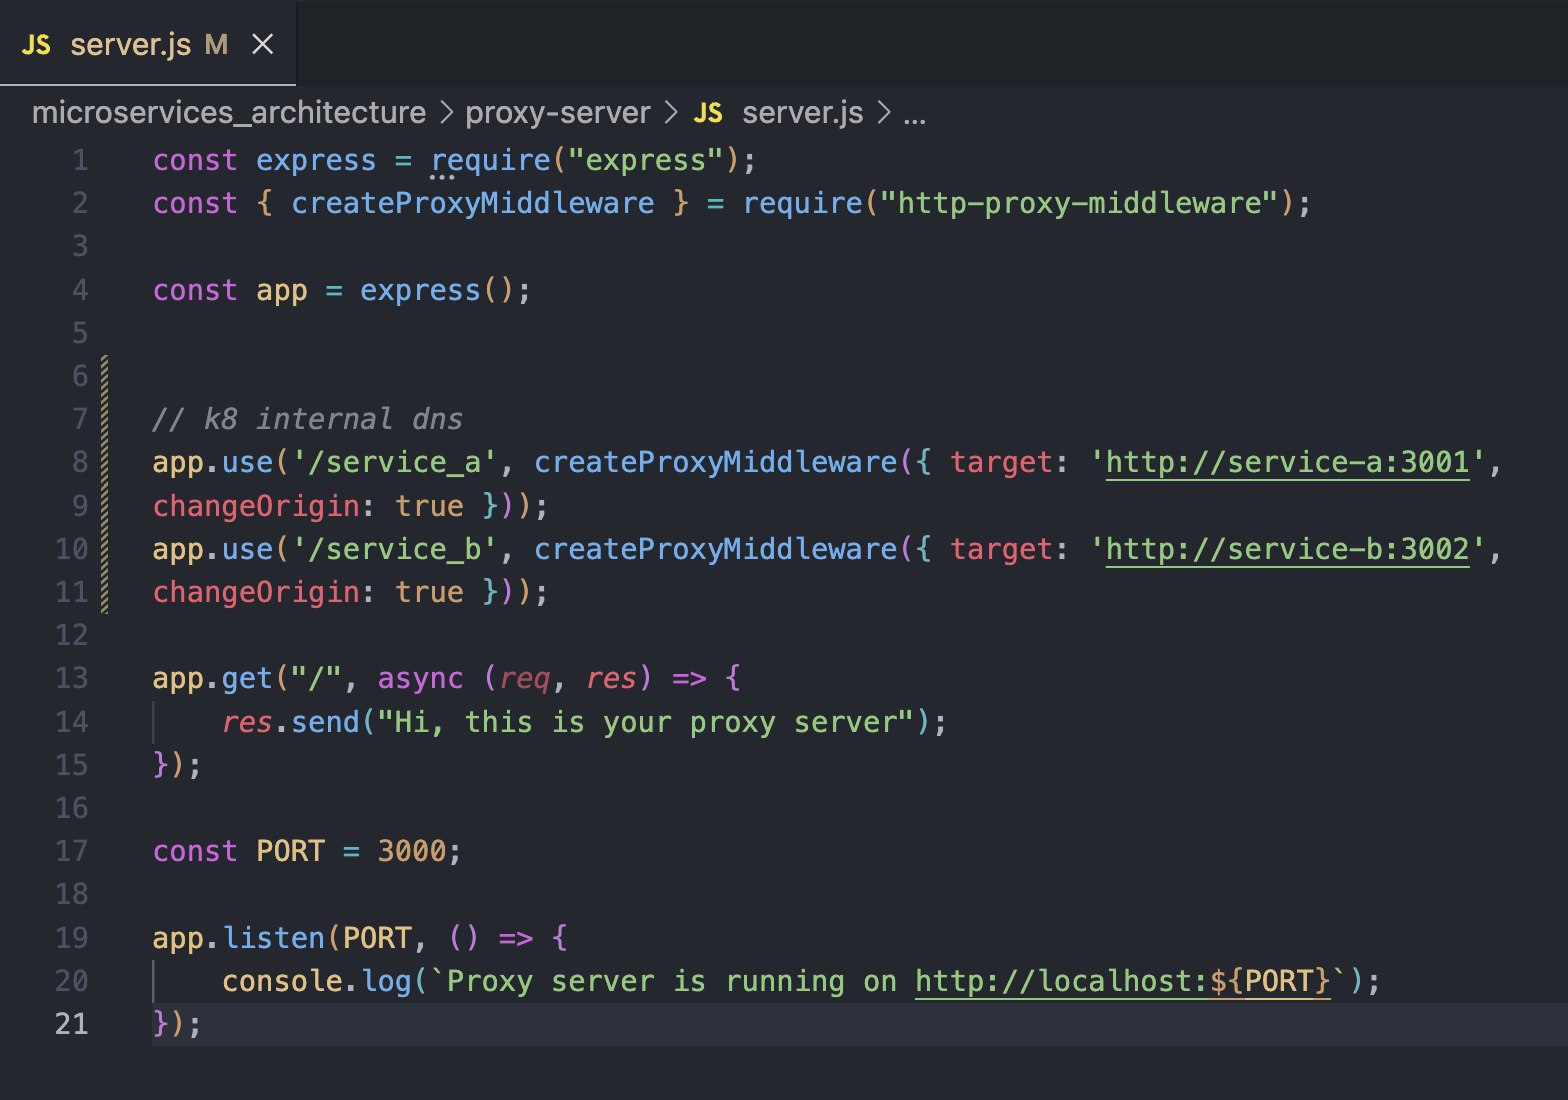 JS server.js M
microservices_architecture > proxy-server > JS server.js > ...
1 const express = require("express");
2 const { createProxyMiddleware } = require("http-proxy-middleware");
3
4 const app = express();
5
6
7 // k8 internal dns
8 app.use('/service_a', createProxyMiddleware({ target: 'http://service-a:3001',
9 changeOrigin: true }));
10 app.use('/service_b', createProxyMiddleware({ target: 'http://service-b:3002',
11 changeOrigin: true }));
12
13 app.get("/", async (req, res) => {
14     res.send("Hi, this is your proxy server");
15 });
16
17 const PORT = 3000;
18
19 app.listen(PORT, () => {
20     console.log(`Proxy server is running on http://localhost:${PORT}`);
21 });